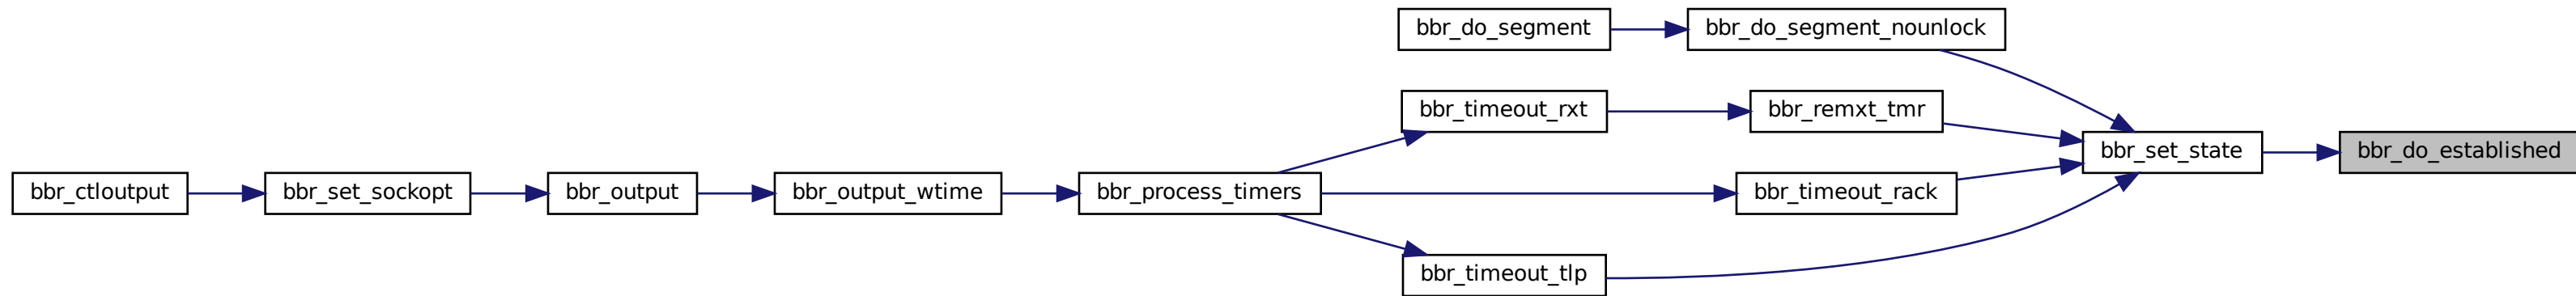 bbr_do_segment
bbr_do_segment_nounlock
bbr_timeout_rxt
bbr_remxt_tmr
bbr_set_state
bbr_do_established
bbr_ctloutput
bbr_set_sockopt
bbr_output
bbr_output_wtime
bbr_process_timers
bbr_timeout_rack
bbr_timeout_tlp